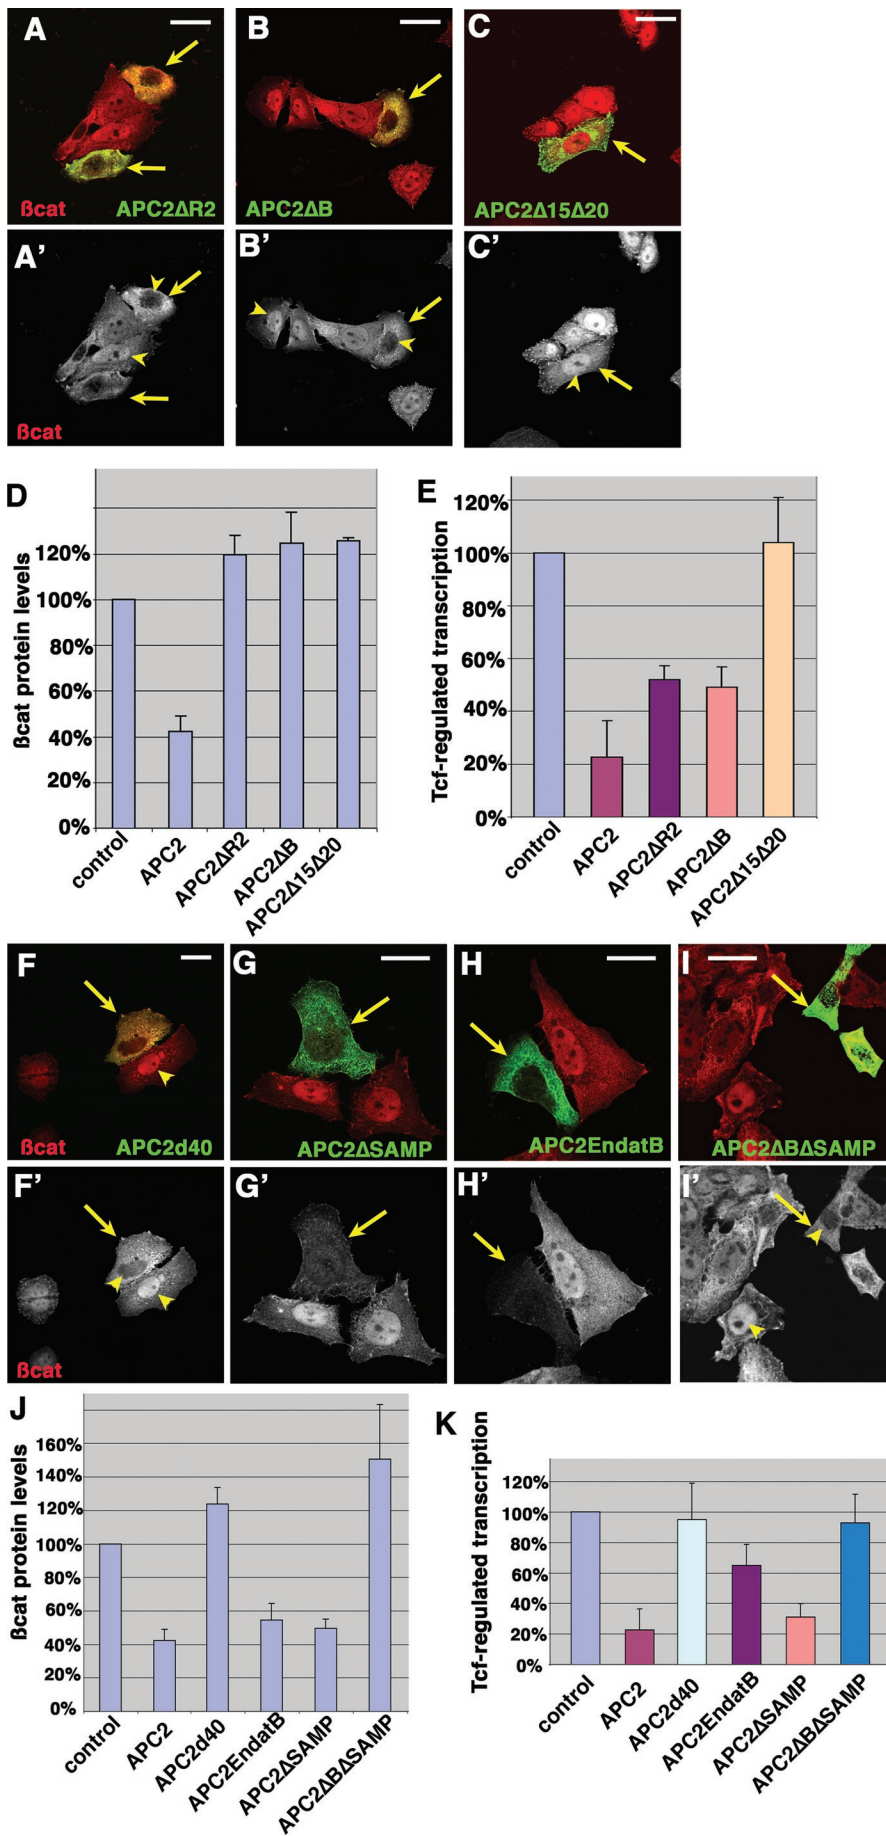 A
B
C
ßcat
APC2ΔR2
APC2ΔB
APC2Δ15Δ20
A'
B'
C'
ßcat
D
ßcat protein levels
120%
100%
80%
60%
40%
20%
0%
control
APC2
APC2ΔR2
APC2ΔB
APC2Δ15Δ20
E
Tcf-regulated transcription
120%
100%
80%
60%
40%
20%
0%
control
APC2
APC2ΔR2
APC2ΔB
APC2Δ15Δ20
F
G
H
I
ßcat
APC2d40
APC2ΔSAMP
APC2EndatB
APC2ΔBΔSAMP
F'
G'
H'
I'
ßcat
J
ßcat protein levels
160%
140%
120%
100%
80%
60%
40%
20%
0%
control
APC2
APC2d40
APC2EndatB
APC2ΔSAMP
APC2ΔBΔSAMP
K
Tcf-regulated transcription
120%
100%
80%
60%
40%
20%
0%
control
APC2
APC2d40
APC2EndatB
APC2ΔSAMP
APC2ΔBΔSAMP